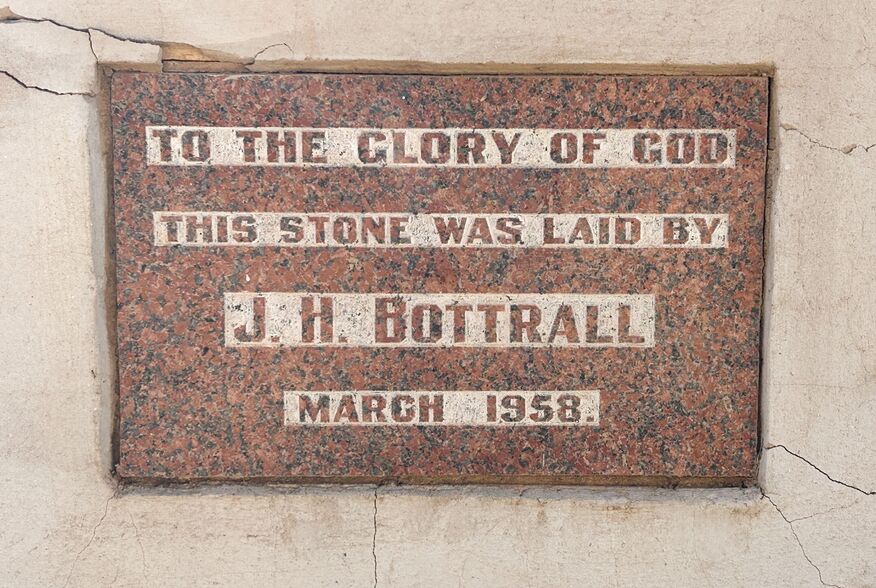 TO THE GLORY OF GOD
THIS STONE WAS LAID BY
J. H. BOTTRALL
MARCH 1958.